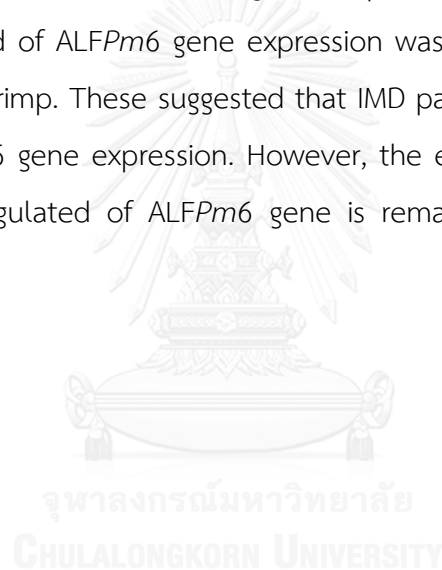 d of ALFPm6 gene expression was
rimp. These suggested that IMD pa
gene expression. However, the e
gulated of ALFPm6 gene is rema
จุฬาลงกรณ์มหาวิทยาลัย
CHULALONGKORN UNIVERSITY